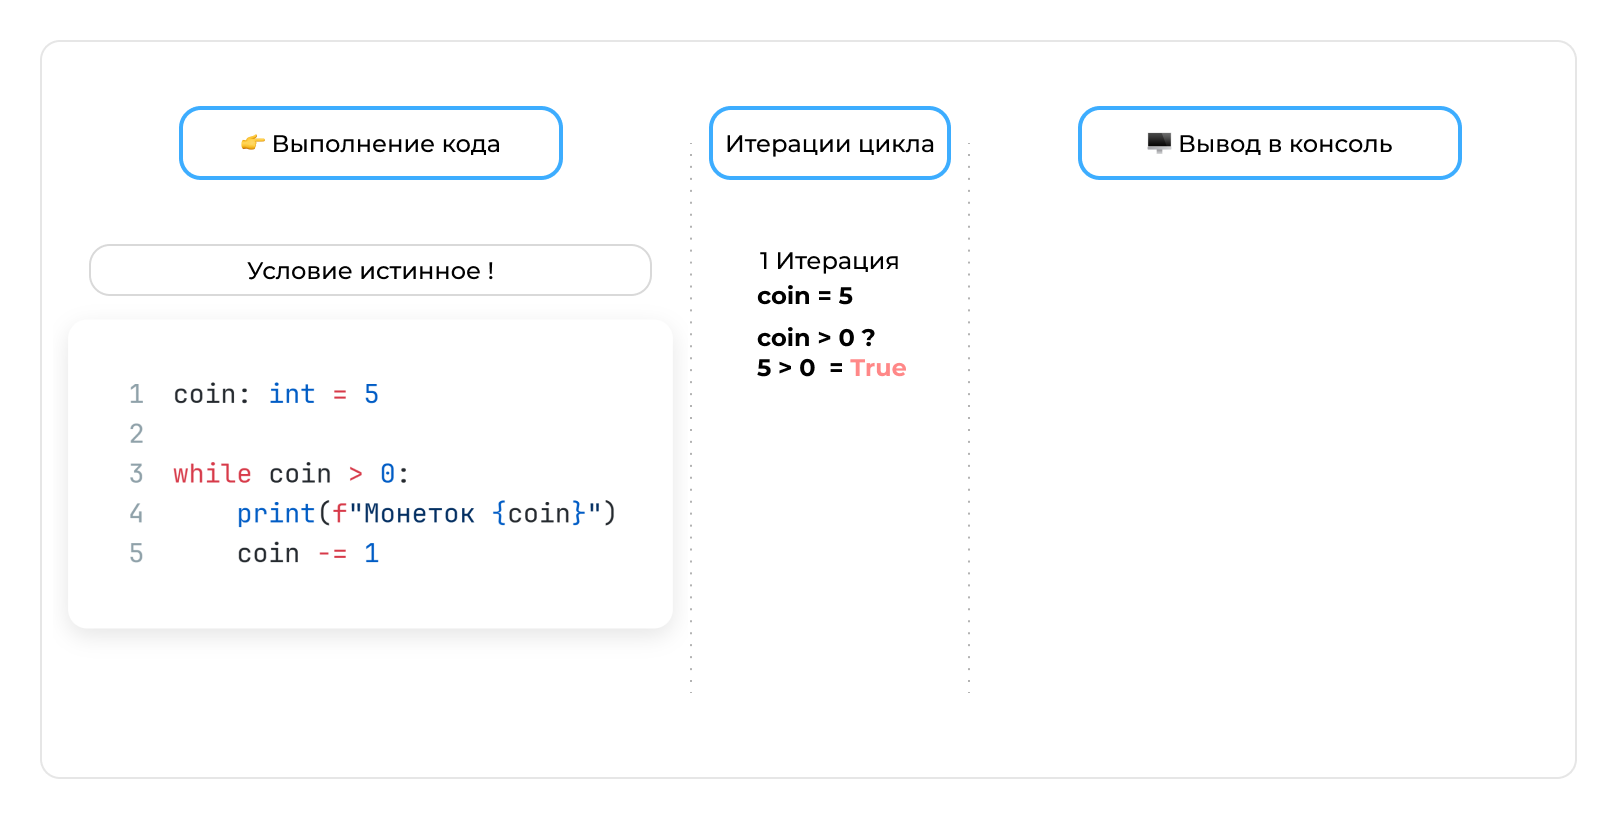 👉 Выполнение кода
Итерации цикла
🖥 Вывод в консоль
Условие истинное !
1 coin: int = 5
2
3 while coin > 0:
4     print(f"Монеток {coin}")
5     coin -= 1
1 Итерация
coin = 5
coin > 0 ?
5 > 0 = True